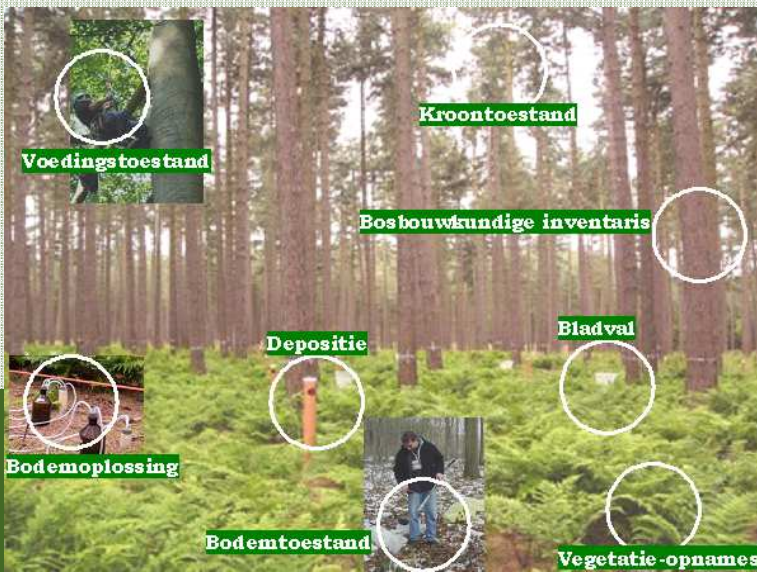 Kroontoestand
Voedingstoestand
Bosbouwkundige inventaris
Bladval
Depositie
Bodemoplossing
Bodemtoestand
Vegetatie-opnames